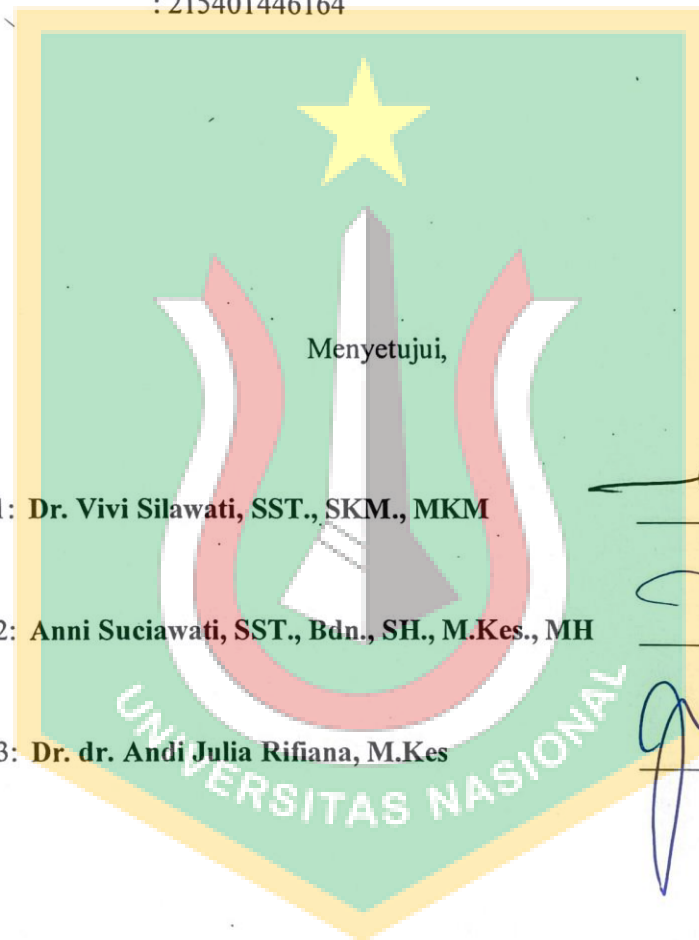 : 215401446164
Menyetujui,
1: Dr. Vivi Silawati, SST., SKM., MKM
2: Anni Suciawati, SST., Bdn., SH., M.Kes., MH
3: Dr. dr. Andi Julia Rifiana, M.Kes
UNIVERSITAS NASIONAL